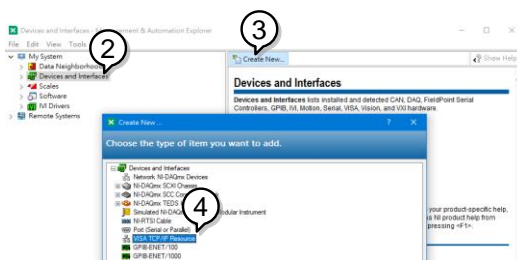 Devices and Interfaces - Management & Automation Explorer
File Edit View Tools
2
3
My System
Data Neighborhood
Devices and Interfaces
Scales
Software
IVI Drivers
Remote Systems
Create New...
Show Help
Devices and Interfaces
Devices and Interfaces lists installed and detected CAN, DAQ, FieldPoint Serial
Controllers, GPIB, IVI, Motion, Serial, VISA, Vision, and VXI hardware.
Create New...
Choose the type of item you want to add.
Devices and Interfaces
Network NI-DAQmx Devices
NI-DAQmx SCXI Chassis
NI-DAQmx SCC
NI-DAQmx TEDS
Simulated NI-DAQ odular Instrument
NI-RTSI Cable
Port (Serial or Parallel)
VISA TCP/IP Resource
GPIB-ENET/100
GPIB-ENET/1000
4
your product-specific help,
s NI product help from
pressing <F1>.